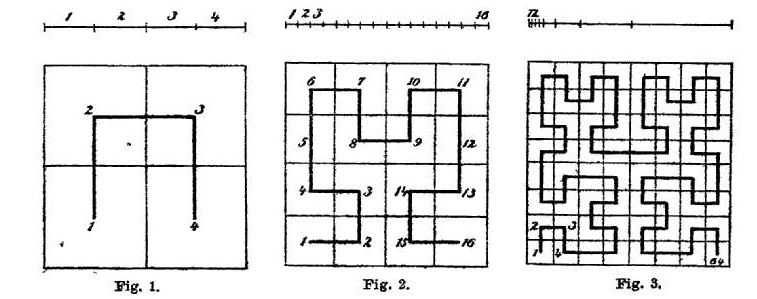 1 2 3 4
1 2 3 16
12
2 3
1 4
6 7 10 11
5 8 9 12
4 3 14 13
1 2 15 16
2 3
1 4 64
Fig. 1. Fig. 2. Fig. 3.